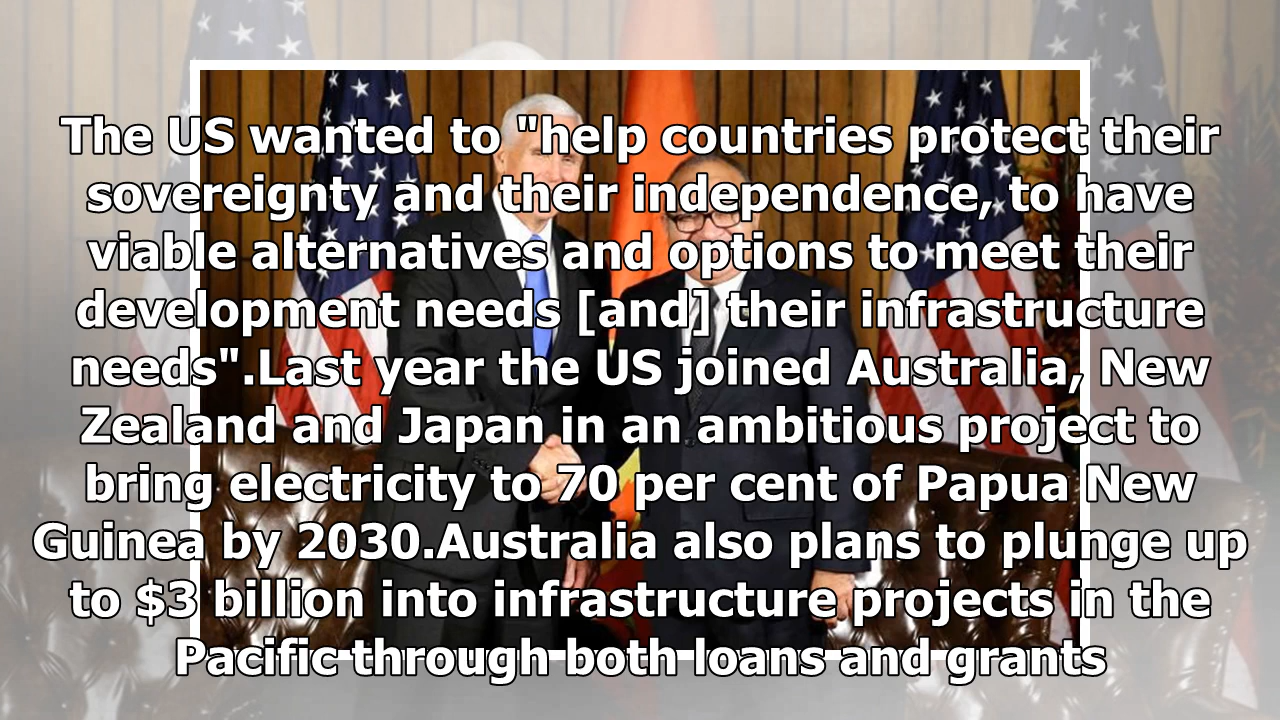 The US wanted to "help countries protect their
sovereignty and their independence, to have
viable alternatives and options to meet their
development needs [and] their infrastructure
needs".Last year the US joined Australia, New
Zealand and Japan in an ambitious project to
bring electricity to 70 per cent of Papua New
Guinea by 2030.Australia also plans to plunge up
to $3 billion into infrastructure projects in the
Pacific through both loans and grants